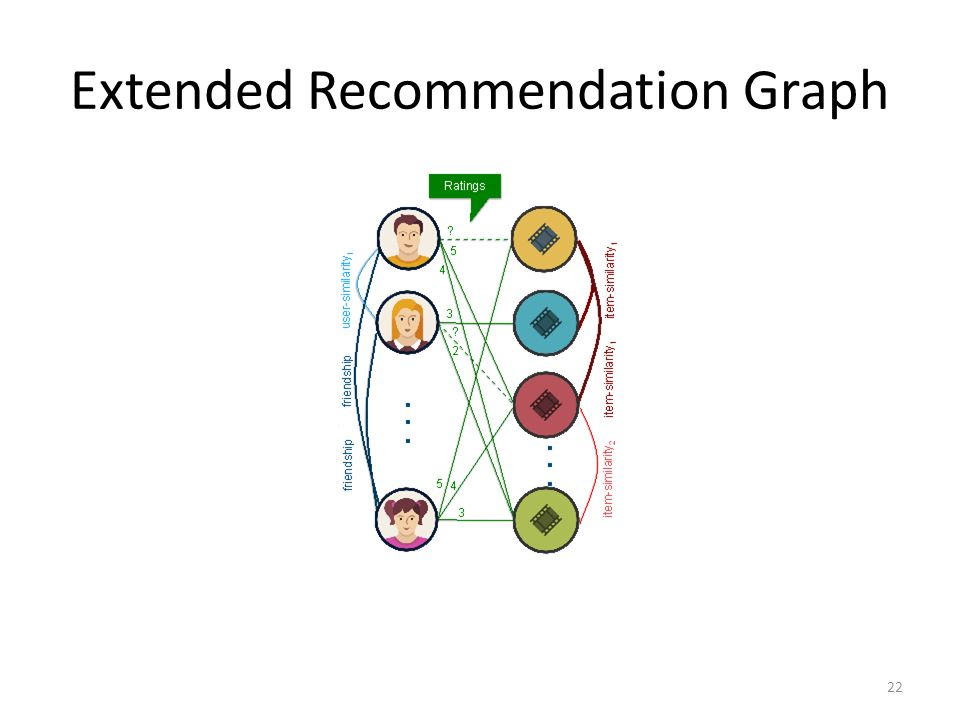 Extended Recommendation Graph
Ratings
?
5
4
3
?
2
5
4
3
user-similarity1
friendship
friendship
item-similarity1
item-similarity1
item-similarity2
22